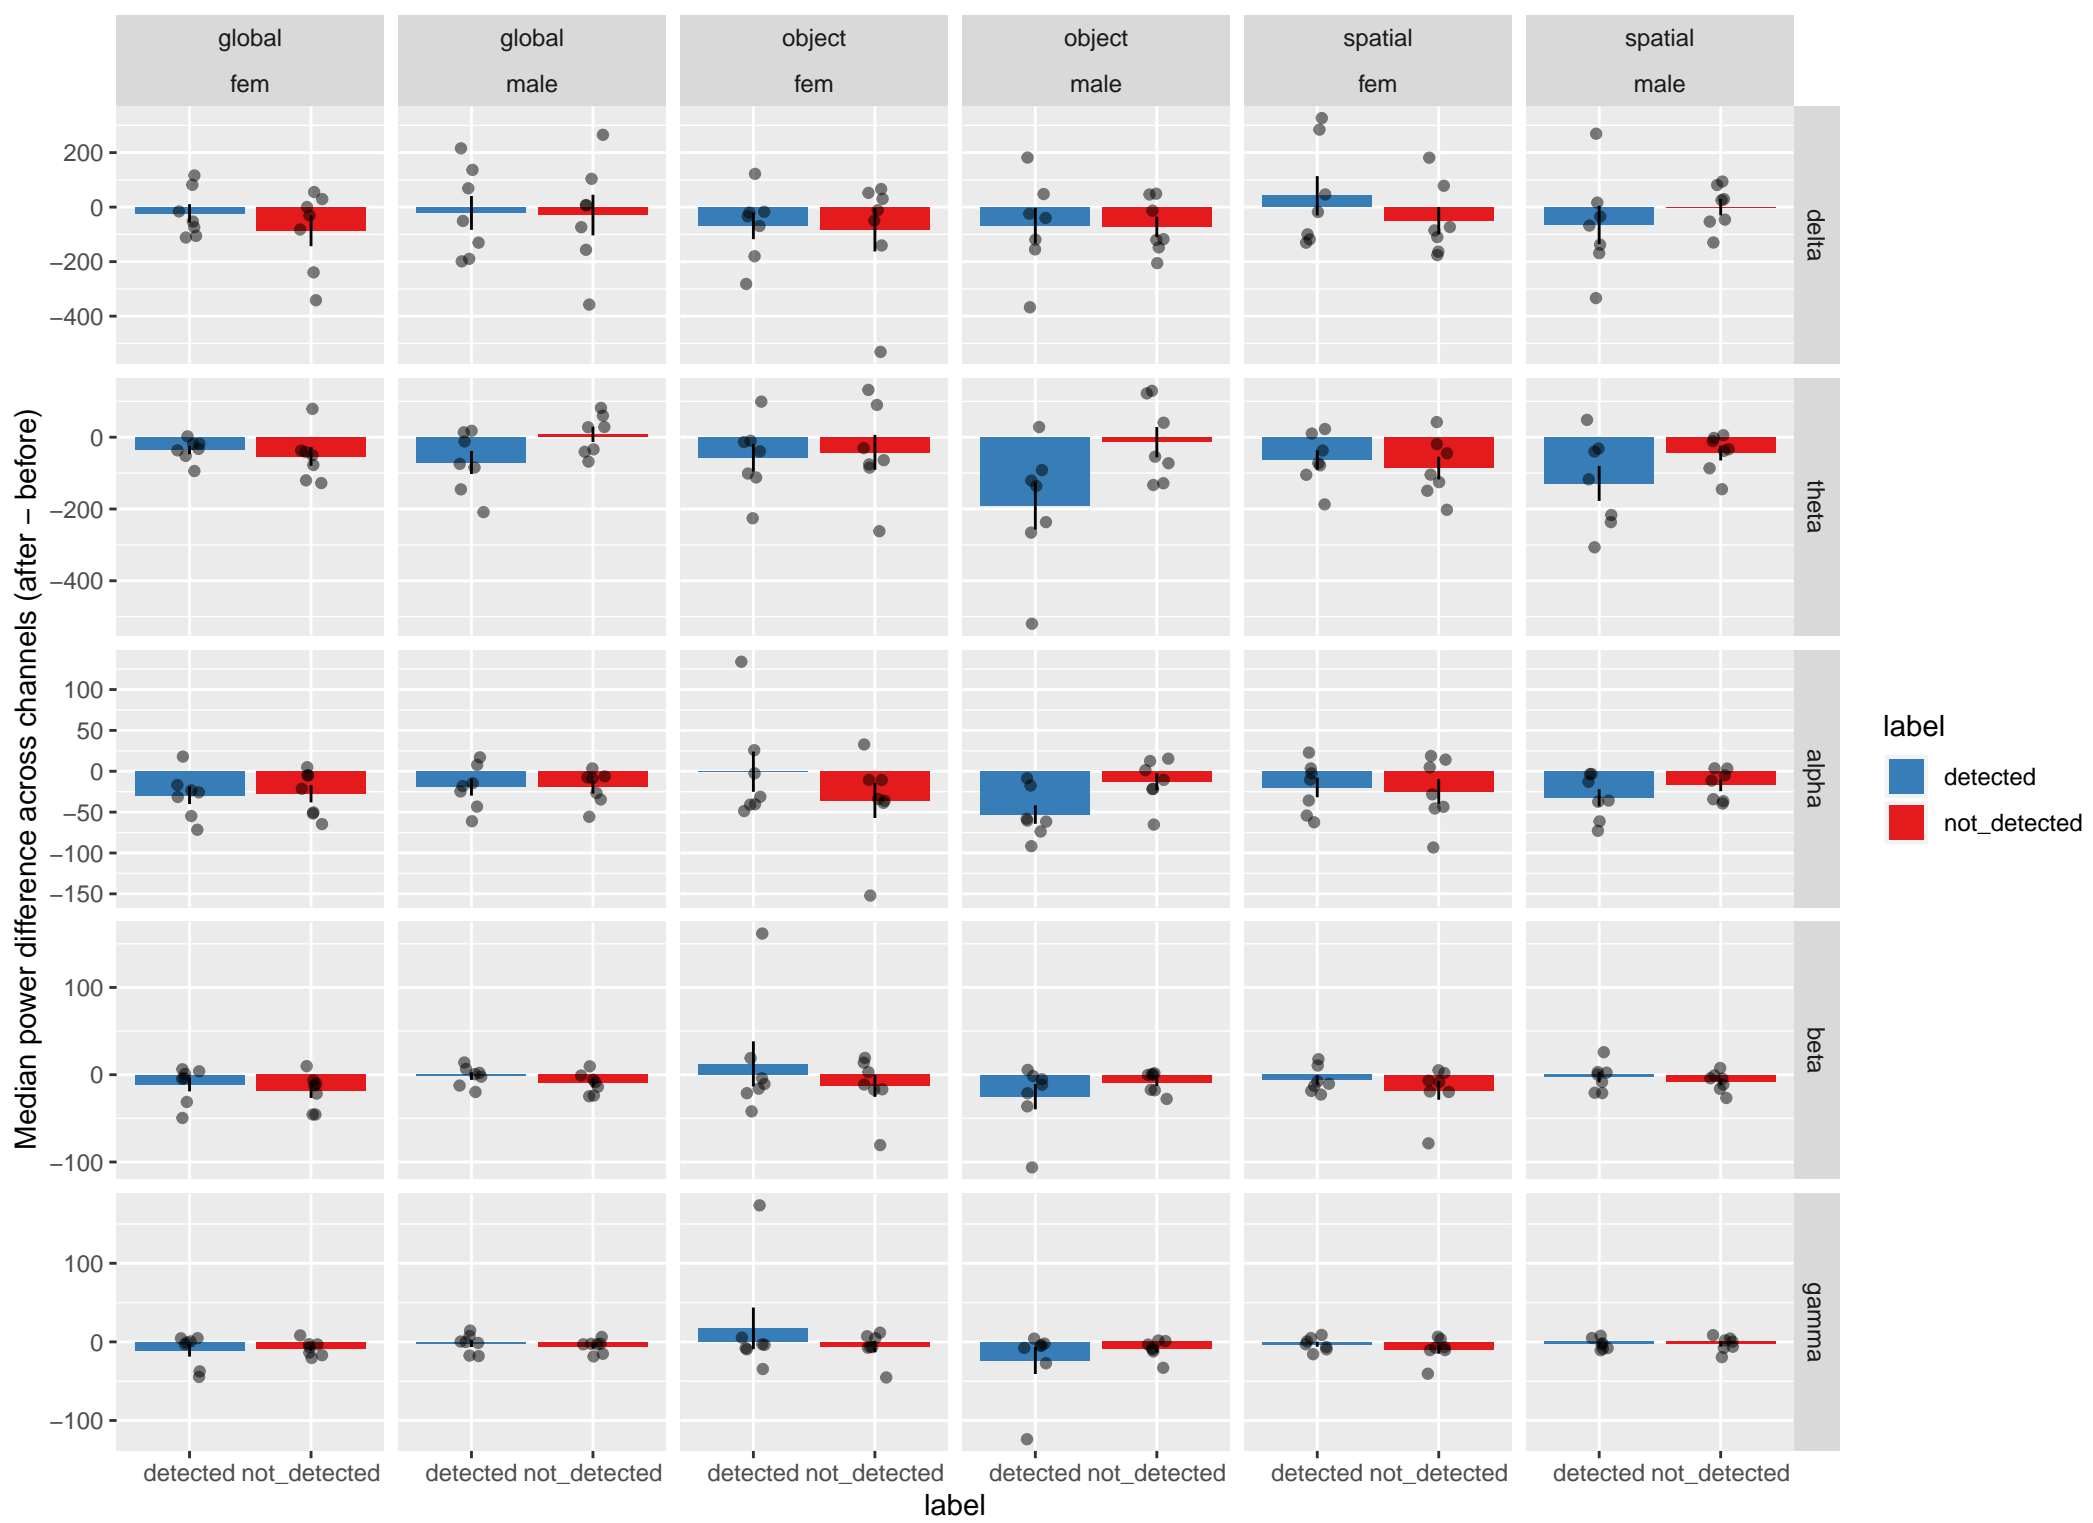 global global object object spatial spatial
fem male fem male fem male
200
0
−200
−400
delta
0
−200
−400
theta
100
50
0
−50
−100
−150
alpha
100
0
−100
beta
100
0
−100
gamma
Median power difference across channels (after − before)
detected not_detected detected not_detected detected not_detected detected not_detected detected not_detected detected not_detected
label
label
detected
not_detected